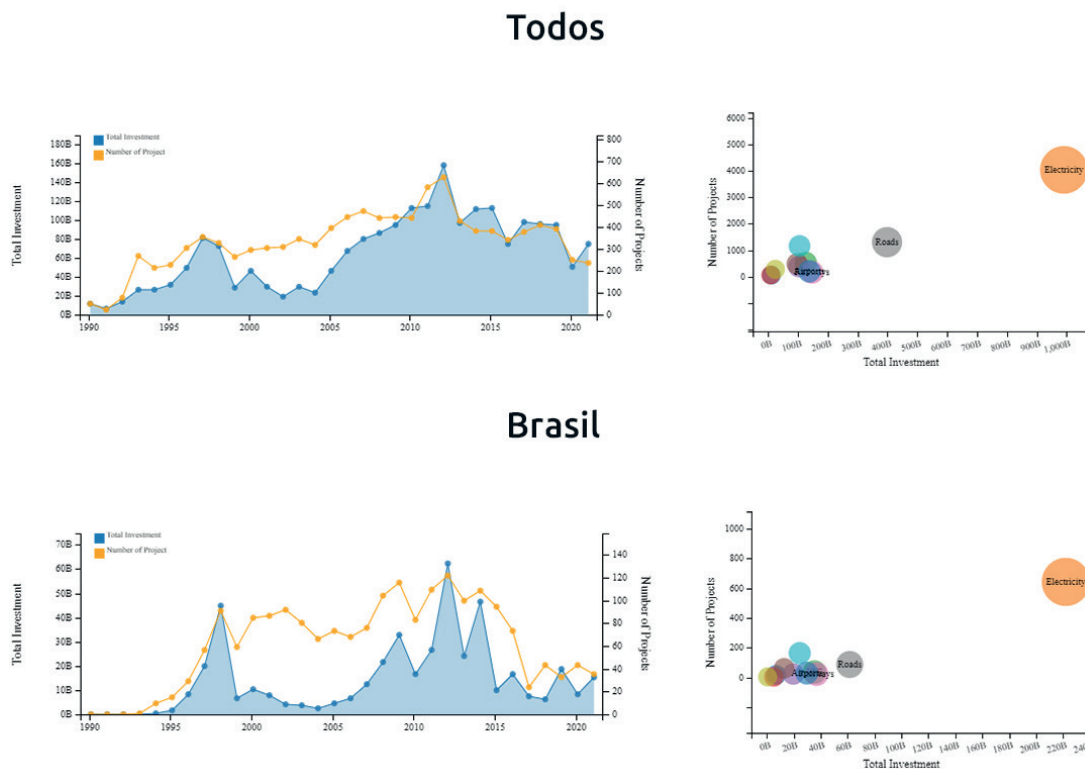 Todos
Total Investment
Number of Project
180B
160B
140B
120B
100B
80B
60B
40B
20B
0B
Total Investment
800
700
600
500
400
300
200
100
0
Number of Projects
1990
1995
2000
2005
2010
2015
2020
6000
5000
4000
3000
2000
1000
0
Number of Projects
Electricity
Roads
Airports
0B
100B
200B
300B
400B
500B
600B
700B
800B
900B
1,000B
Total Investment
Brasil
Total Investment
Number of Project
70B
60B
50B
40B
30B
20B
10B
0B
Total Investment
140
120
100
80
60
40
20
0
Number of Projects
1990
1995
2000
2005
2010
2015
2020
1000
800
600
400
200
0
Number of Projects
Electricity
Roads
Airports
0B
20B
40B
60B
80B
100B
120B
140B
160B
180B
200B
220B
Total Investment